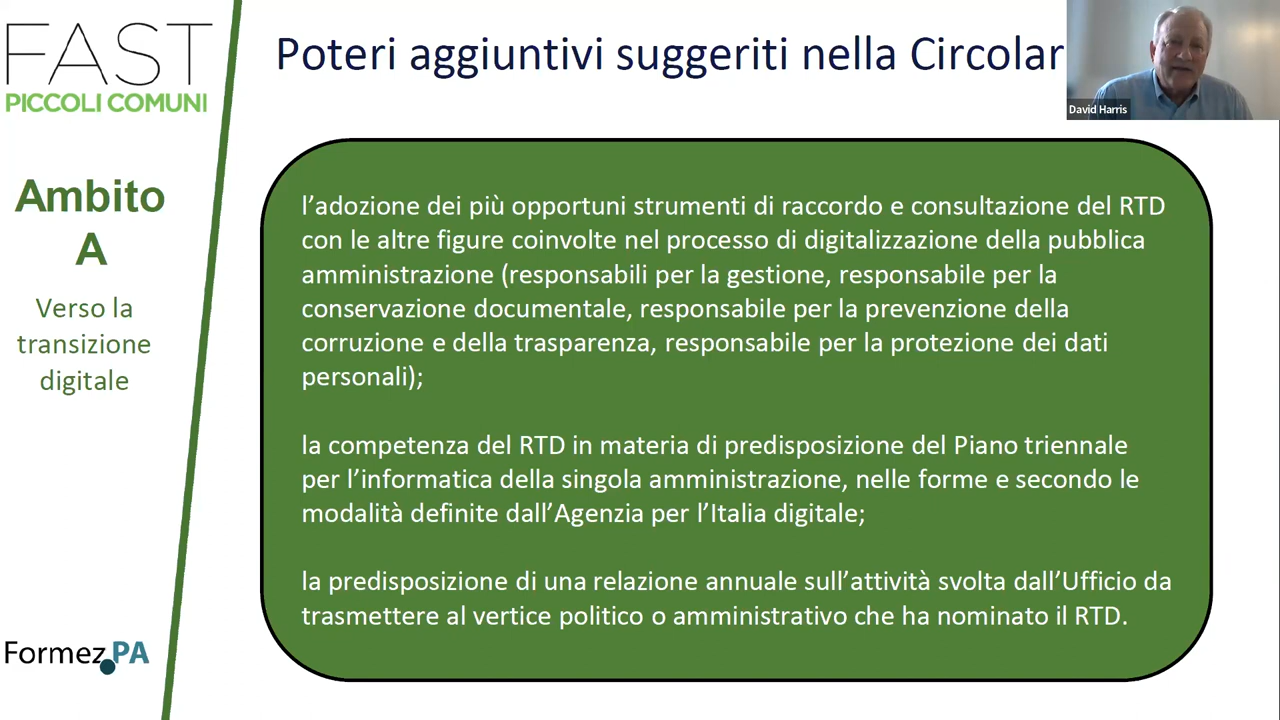 FAST
PICCOLI COMUNI
Ambito
A
Verso la
transizione
digitale
Formez PA
Poteri aggiuntivi suggeriti nella Circolar
David Harris
l’adozione dei più opportuni strumenti di raccordo e consultazione del RTD
con le altre figure coinvolte nel processo di digitalizzazione della pubblica
amministrazione (responsabili per la gestione, responsabile per la
conservazione documentale, responsabile per la prevenzione della
corruzione e della trasparenza, responsabile per la protezione dei dati
personali);
la competenza del RTD in materia di predisposizione del Piano triennale
per l’informatica della singola amministrazione, nelle forme e secondo le
modalità definite dall’Agenzia per l’Italia digitale;
la predisposizione di una relazione annuale sull’attività svolta dall’Ufficio da
trasmettere al vertice politico o amministrativo che ha nominato il RTD.